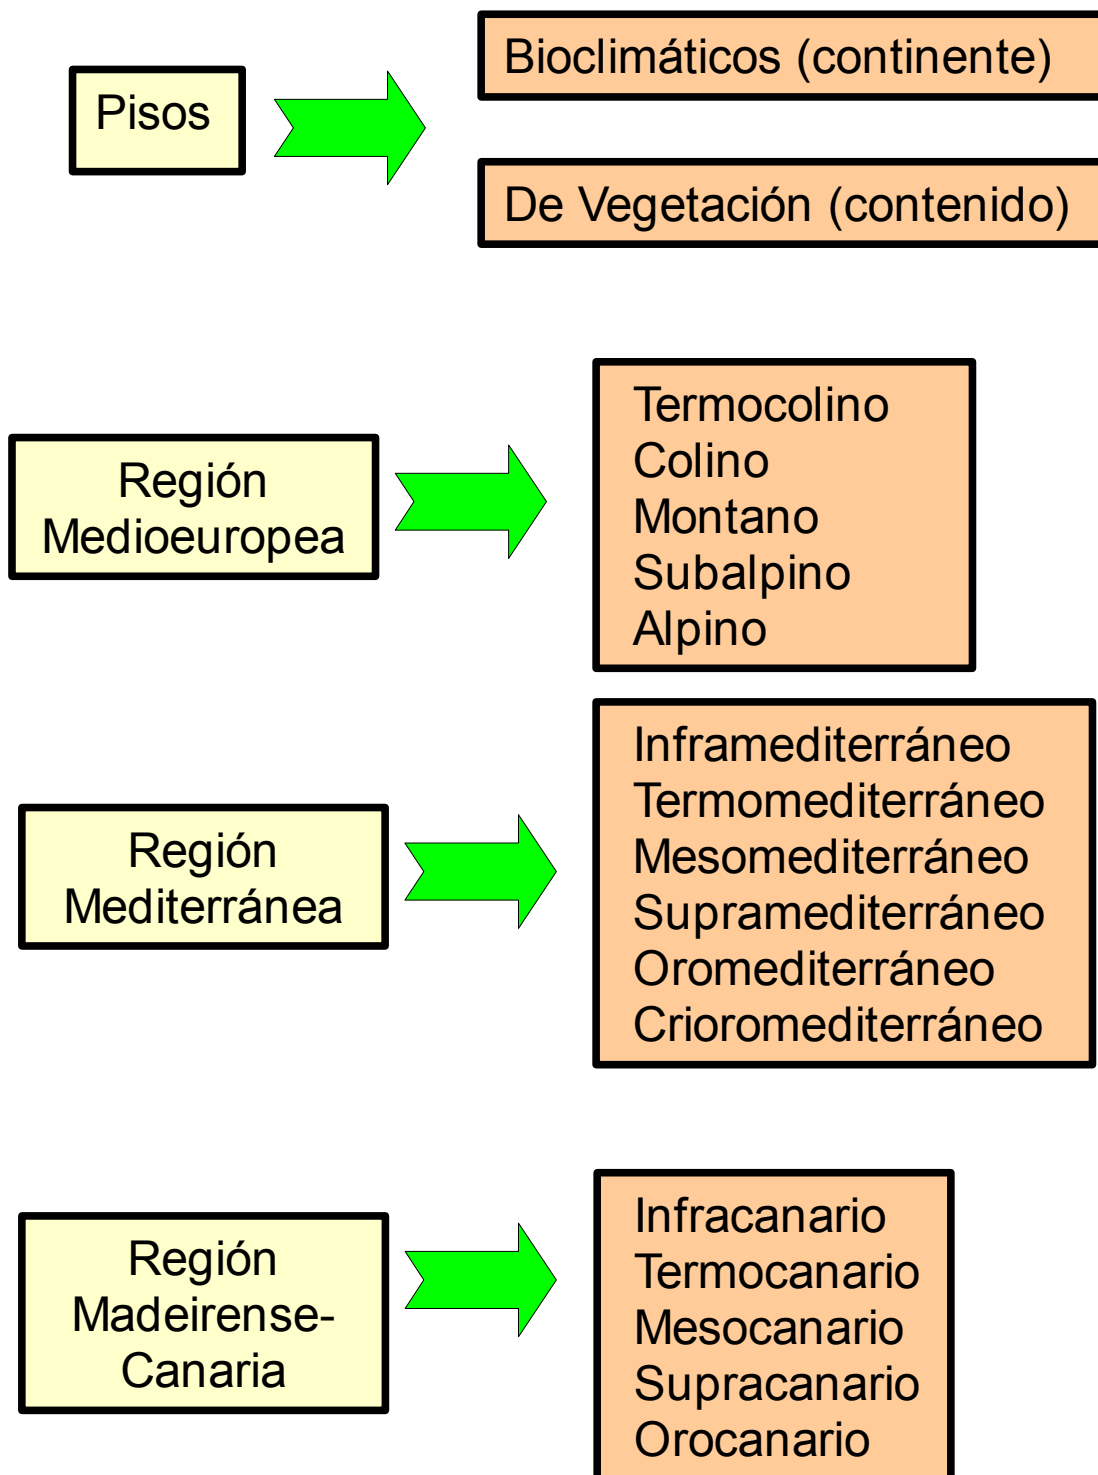 Pisos
Bioclimáticos (continente)
De Vegetación (contenido)
Región
Medioeuropea
Termocolino
Colino
Montano
Subalpino
Alpino
Región
Mediterránea
Inframediterráneo
Termomediterráneo
Mesomediterráneo
Supramediterráneo
Oromediterráneo
Crioromediterráneo
Región
Madeirense-
Canaria
Infracanario
Termocanario
Mesocanario
Supracanario
Orocanario